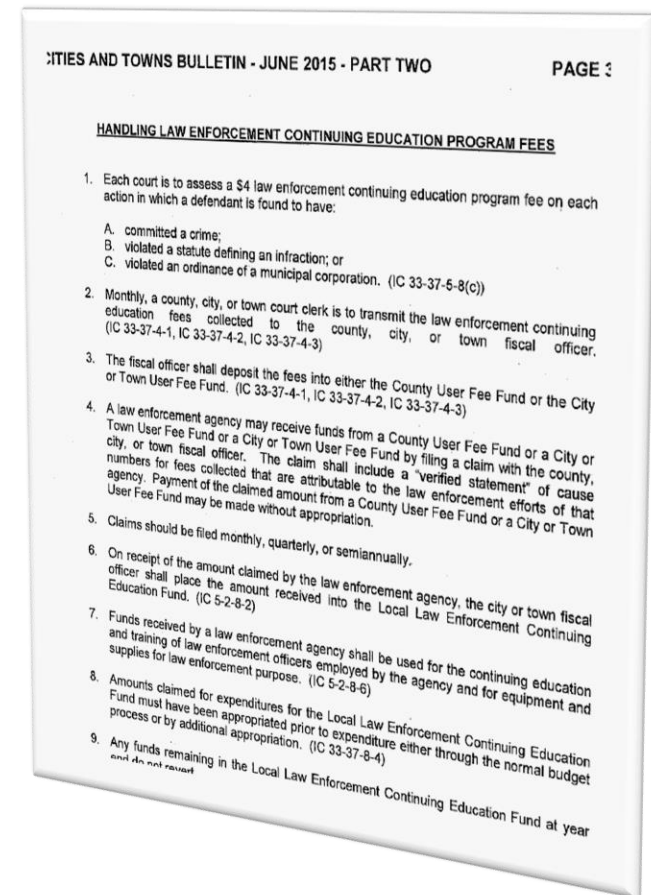 CITIES AND TOWNS BULLETIN - JUNE 2015 - PART TWO PAGE 3
HANDLING LAW ENFORCEMENT CONTINUING EDUCATION PROGRAM FEES
1. Each court is to assess a $4 law enforcement continuing education program fee on each
action in which a defendant is found to have:
A. committed a crime;
B. violated a statute defining an infraction; or
C. violated an ordinance of a municipal corporation. (IC 33-37-5-8(c))
2. Monthly, a county, city, or town court clerk is to transmit the law enforcement continuing
education fees collected to the county, city, or town fiscal officer.
(IC 33-37-4-1, IC 33-37-4-2, IC 33-37-4-3)
3. The fiscal officer shall deposit the fees into either the County User Fee Fund or the City
or Town User Fee Fund. (IC 33-37-4-1, IC 33-37-4-2, IC 33-37-4-3)
4. A law enforcement agency may receive funds from a County User Fee Fund or a City or
Town User Fee Fund or a City or Town User Fee Fund by filing a claim with the county,
city, or town fiscal officer. The claim shall include a "verified statement" of cause
numbers for fees collected that are attributable to the law enforcement efforts of that
agency. Payment of the claimed amount from a County User Fee Fund or a City or Town
User Fee Fund may be made without appropriation.
5. Claims should be filed monthly, quarterly, or semiannually.
6. On receipt of the amount claimed by the law enforcement agency, the city or town fiscal
officer shall place the amount received into the Local Law Enforcement Continuing
Education Fund. (IC 5-2-8-2)
7. Funds received by a law enforcement agency shall be used for the continuing education
and training of law enforcement officers employed by the agency and for equipment and
supplies for law enforcement purpose. (IC 5-2-8-6)
8. Amounts claimed for expenditures for the Local Law Enforcement Continuing Education
Fund must have been appropriated prior to expenditure either through the normal budget
process or by additional appropriation. (IC 33-37-8-4)
9. Any funds remaining in the Local Law Enforcement Continuing Education Fund at year
end do not revert